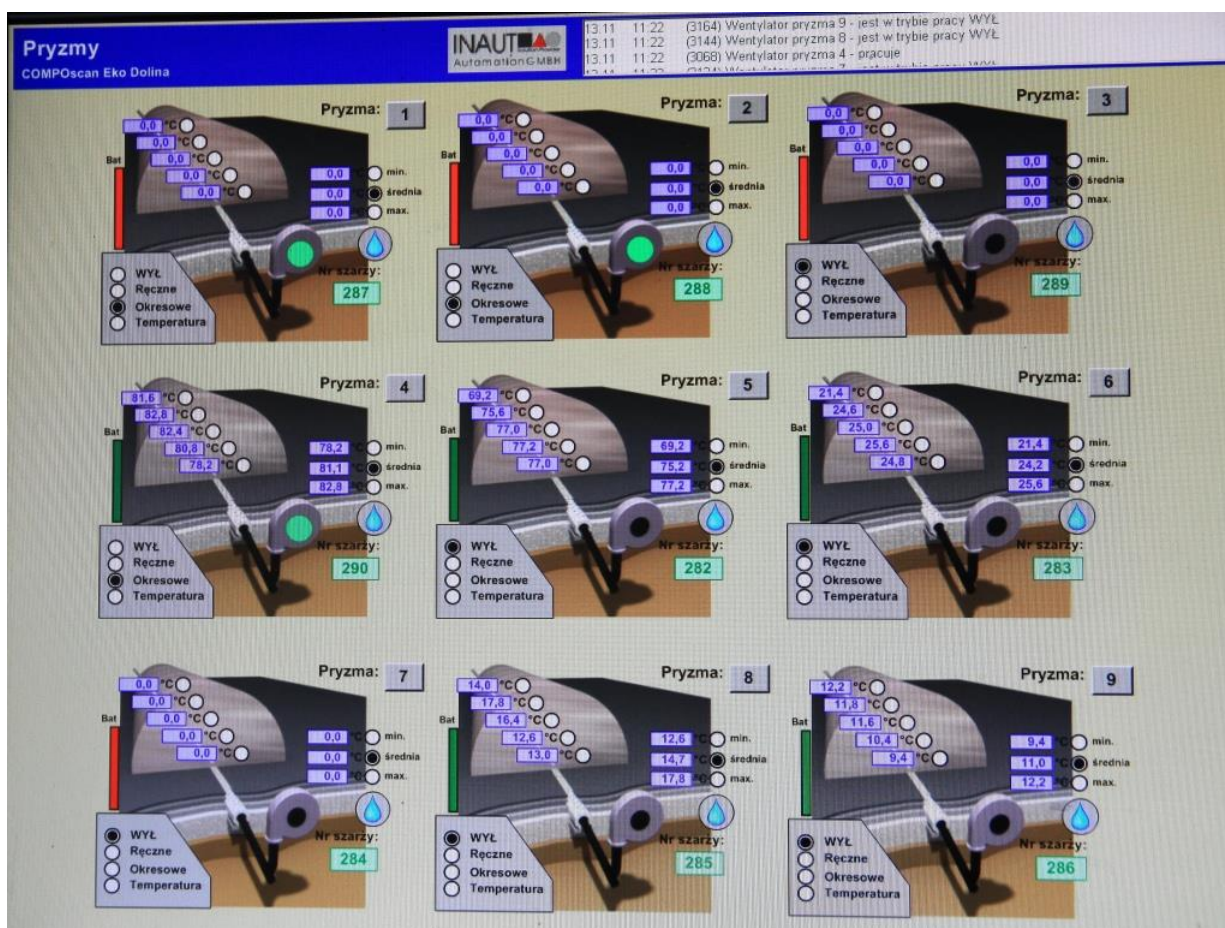 Pryzmy
COMPOscan Eko Dolina
INAUT
Automation GMBH
13.11 11:22 (3164) Wentylator pryzma 9 - jest w trybie pracy WYŁ
13.11 11:22 (3144) Wentylator pryzma 8 - jest w trybie pracy WYŁ
13.11 11:22 (3068) Wentylator pryzma 4 - pracuje
Pryzma: 1
0,0 °C
0,0 °C
0,0 °C
0,0 °C
0,0 °C
Bat
0,0 °C min.
0,0 °C średnia
0,0 °C max.
WYŁ
Ręczne
Okresowe
Temperatura
Nr szarży:
287
Pryzma: 2
0,0 °C
0,0 °C
0,0 °C
0,0 °C
0,0 °C
Bat
0,0 °C min.
0,0 °C średnia
0,0 °C max.
WYŁ
Ręczne
Okresowe
Temperatura
Nr szarży:
288
Pryzma: 3
0,0 °C
0,0 °C
0,0 °C
0,0 °C
0,0 °C
Bat
0,0 °C min.
0,0 °C średnia
0,0 °C max.
WYŁ
Ręczne
Okresowe
Temperatura
Nr szarży:
289
Pryzma: 4
81,6 °C
82,8 °C
82,4 °C
80,8 °C
78,2 °C
Bat
78,2 °C min.
81,1 °C średnia
82,8 °C max.
WYŁ
Ręczne
Okresowe
Temperatura
Nr szarży:
290
Pryzma: 5
69,2 °C
75,6 °C
77,0 °C
77,2 °C
77,0 °C
Bat
69,2 °C min.
75,2 °C średnia
77,2 °C max.
WYŁ
Ręczne
Okresowe
Temperatura
Nr szarży:
282
Pryzma: 6
21,4 °C
24,6 °C
25,0 °C
25,6 °C
24,8 °C
Bat
21,4 °C min.
24,2 °C średnia
25,6 °C max.
WYŁ
Ręczne
Okresowe
Temperatura
Nr szarży:
283
Pryzma: 7
0,0 °C
0,0 °C
0,0 °C
0,0 °C
0,0 °C
Bat
0,0 °C min.
0,0 °C średnia
0,0 °C max.
WYŁ
Ręczne
Okresowe
Temperatura
Nr szarży:
284
Pryzma: 8
14,0 °C
17,8 °C
16,4 °C
12,6 °C
13,0 °C
Bat
12,6 °C min.
14,7 °C średnia
17,8 °C max.
WYŁ
Ręczne
Okresowe
Temperatura
Nr szarży:
285
Pryzma: 9
12,2 °C
11,8 °C
11,6 °C
10,4 °C
9,4 °C
Bat
9,4 °C min.
11,0 °C średnia
12,2 °C max.
WYŁ
Ręczne
Okresowe
Temperatura
Nr szarży:
286